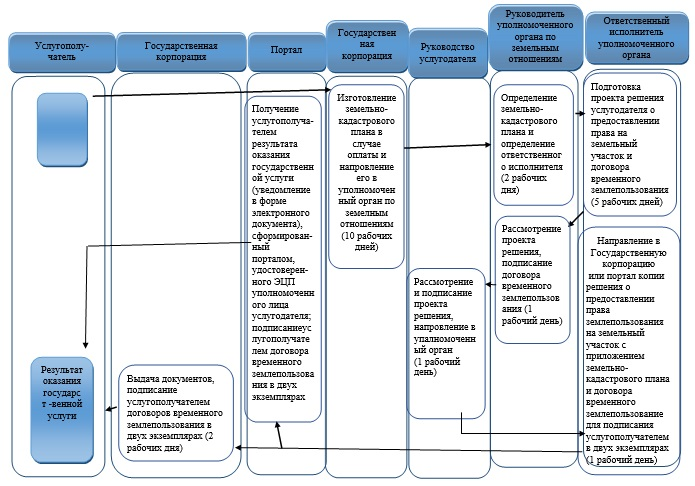 Услугополу-
чатель
Государственная
корпорация
Портал
Государствен
ная
корпорация
Руководство
услугодателя
Руководитель
уполномоченного
органа по
земельным
отношениям
Ответственный
исполнитель
уполномоченного
органа
Получение
услугополуча-
телем
результата
оказания
государственн
ой услуги
(уведомление
в форме
электронного
документа),
сформирован-
ный
порталом,
удостоверен-
ного ЭЦП
уполномоченн
ого лица
услугодателя;
подписаниеус
лугополучате
лем договора
временного
землепользова
ния в двух
экземплярах
Изготовление
земельно-
кадастрового
плана в
случае
оплаты и
напровление
его в
уполномочен
ный орган по
земелным
отношениям
(10 рабочих
дней)
Определение
земельно-
кадастрового
плана и
определение
ответственног
о исполнителя
(2 рабочих
дня)
Подготовка
проекта решения
услугодателя о
предоставлении
права на
земельный
участок и
договора
временного
землепользования
(5 рабочих дней)
Рассмотрение
проекта
решения,
подписание
договора
временного
землепользов
ания (1
рабочий день)
Рассмотрение
и подписание
проекта
решения,
направление в
упалномоченн
ый орган
(1 рабочий
день)
Направление в
Государственную
корпорацию
или портал копии
решения о
предоставлении
права
землепользования
на земельный
участок с
приложением
земельно-
кадастрового плана
и договора
временного
землепользование
для подписания
услугополучателем
в двух экземплярах
(1 рабочий день)
Результат
оказания
государс
т -венной
услуги
Выдача документов,
подписание
услугополучателем
договоров временного
землепользования в
двух экземплярах (2
рабочих дня)